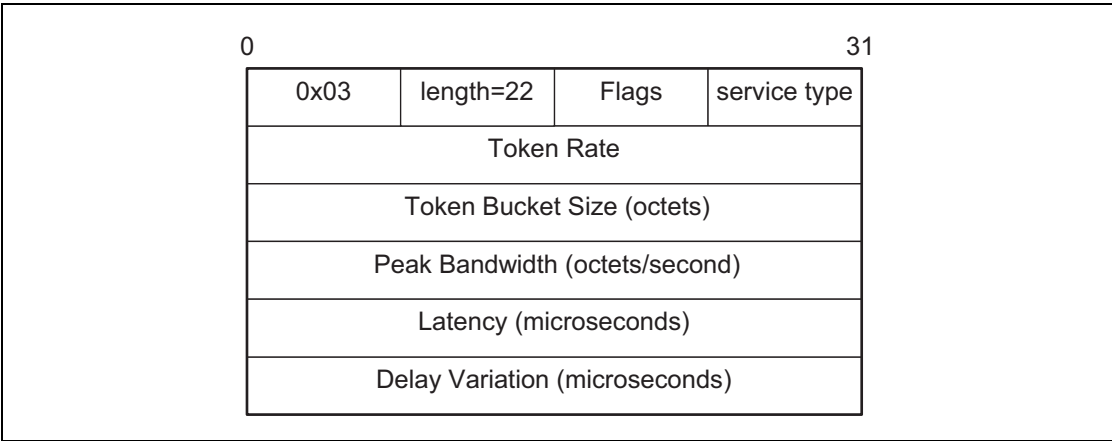 0 31
0x03 length=22 Flags service type
Token Rate
Token Bucket Size (octets)
Peak Bandwidth (octets/second)
Latency (microseconds)
Delay Variation (microseconds)